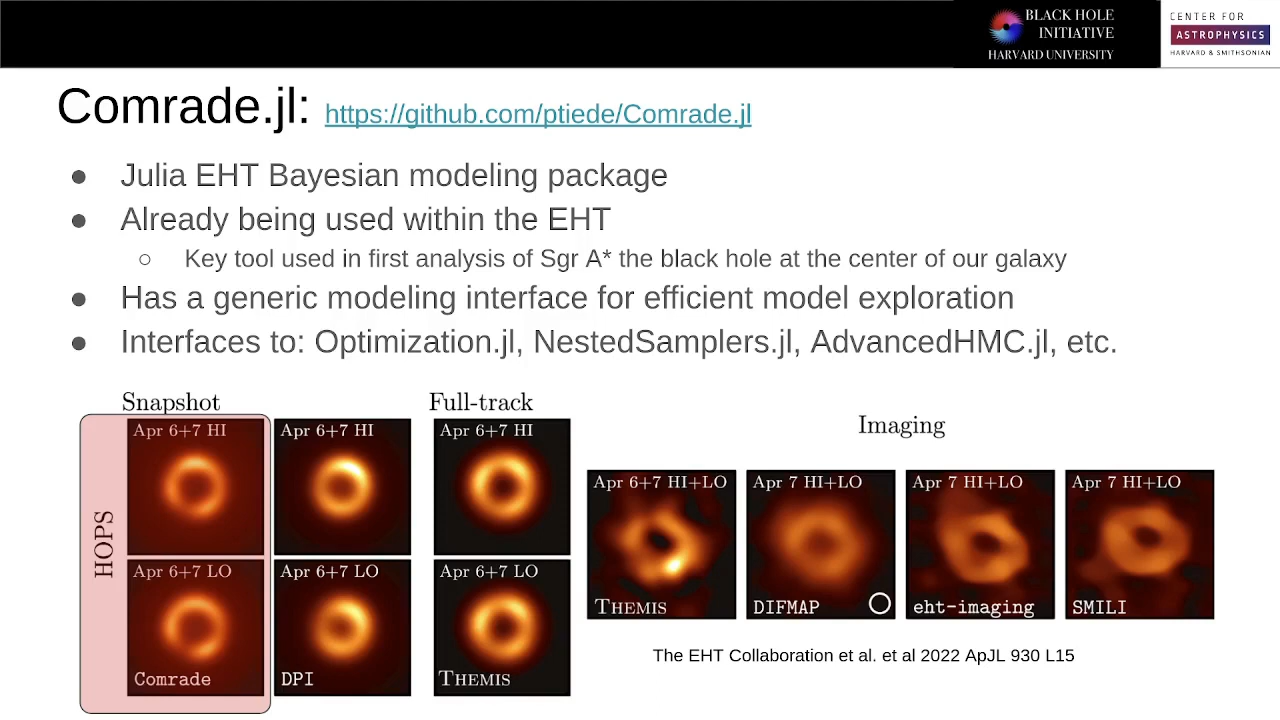 BLACK HOLE
INITIATIVE
HARVARD UNIVERSITY
CENTER FOR
ASTROPHYSICS
HARVARD & SMITHSONIAN
Comrade.jl: https://github.com/ptiede/Comrade.jl
● Julia EHT Bayesian modeling package
● Already being used within the EHT
○ Key tool used in first analysis of Sgr A* the black hole at the center of our galaxy
● Has a generic modeling interface for efficient model exploration
● Interfaces to: Optimization.jl, NestedSamplers.jl, AdvancedHMC.jl, etc.
Snapshot
Full-track
Imaging
HOPS
Apr 6+7 HI
Apr 6+7 HI
Apr 6+7 HI
Apr 6+7 HI+LO
Apr 7 HI+LO
Apr 7 HI+LO
Apr 7 HI+LO
Apr 6+7 LO
Apr 6+7 LO
Apr 6+7 LO
THEMIS
DIFMAP
eht-imaging
SMILI
Comrade
DPI
THEMIS
The EHT Collaboration et al. et al 2022 ApJL 930 L15